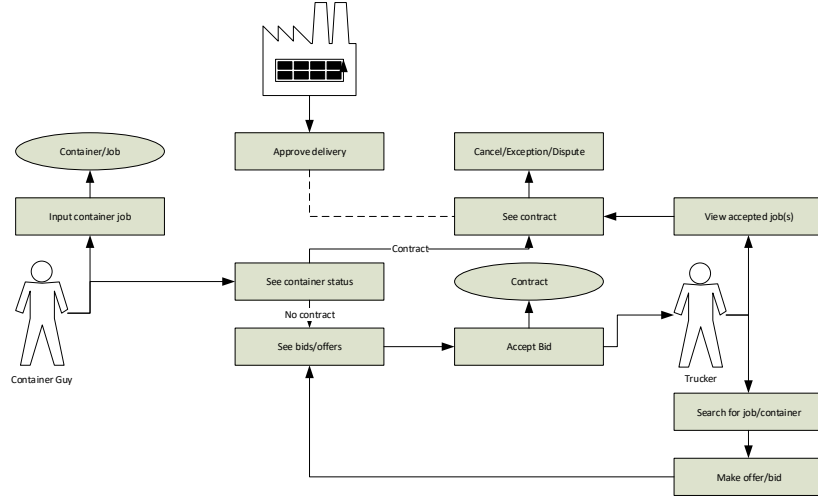 Container/Job
Approve delivery
Cancel/Exception/Dispute
Input container job
See contract
View accepted job(s)
Contract
See container status
Contract
No contract
See bids/offers
Accept Bid
Container Guy
Trucker
Search for job/container
Make offer/bid